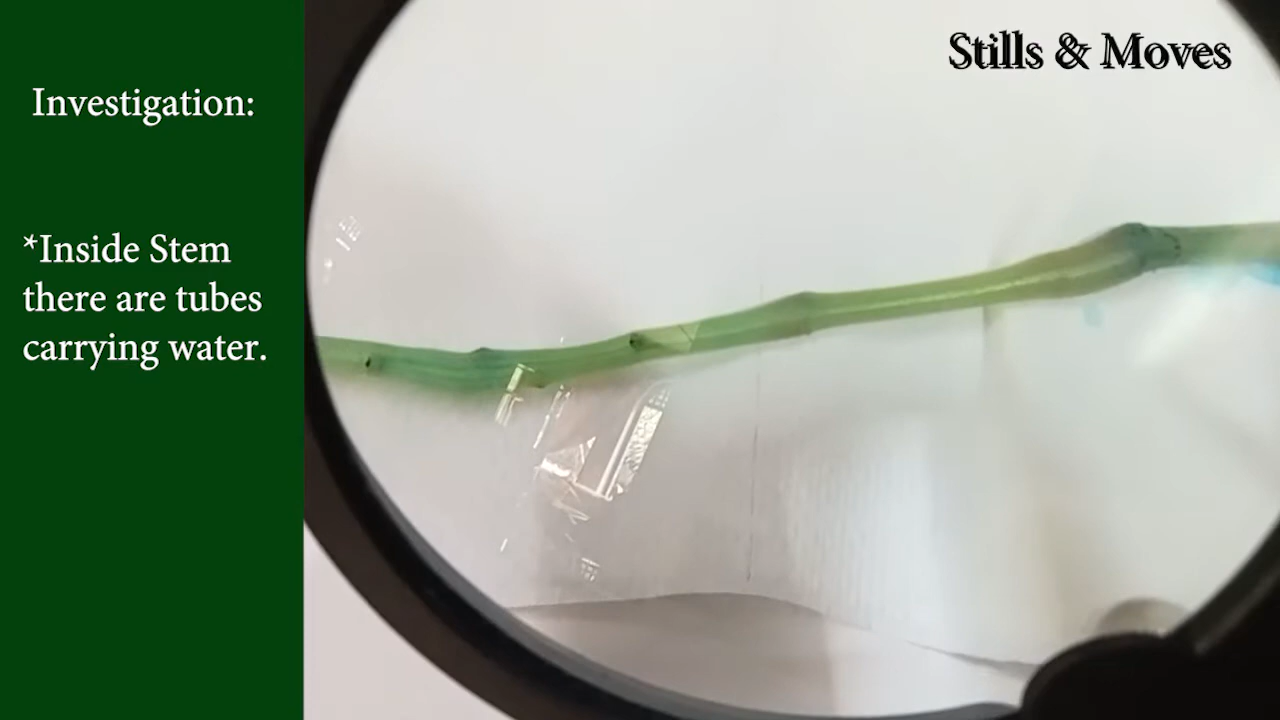 Stills & Moves
Investigation:
*Inside Stem
there are tubes
carrying water.